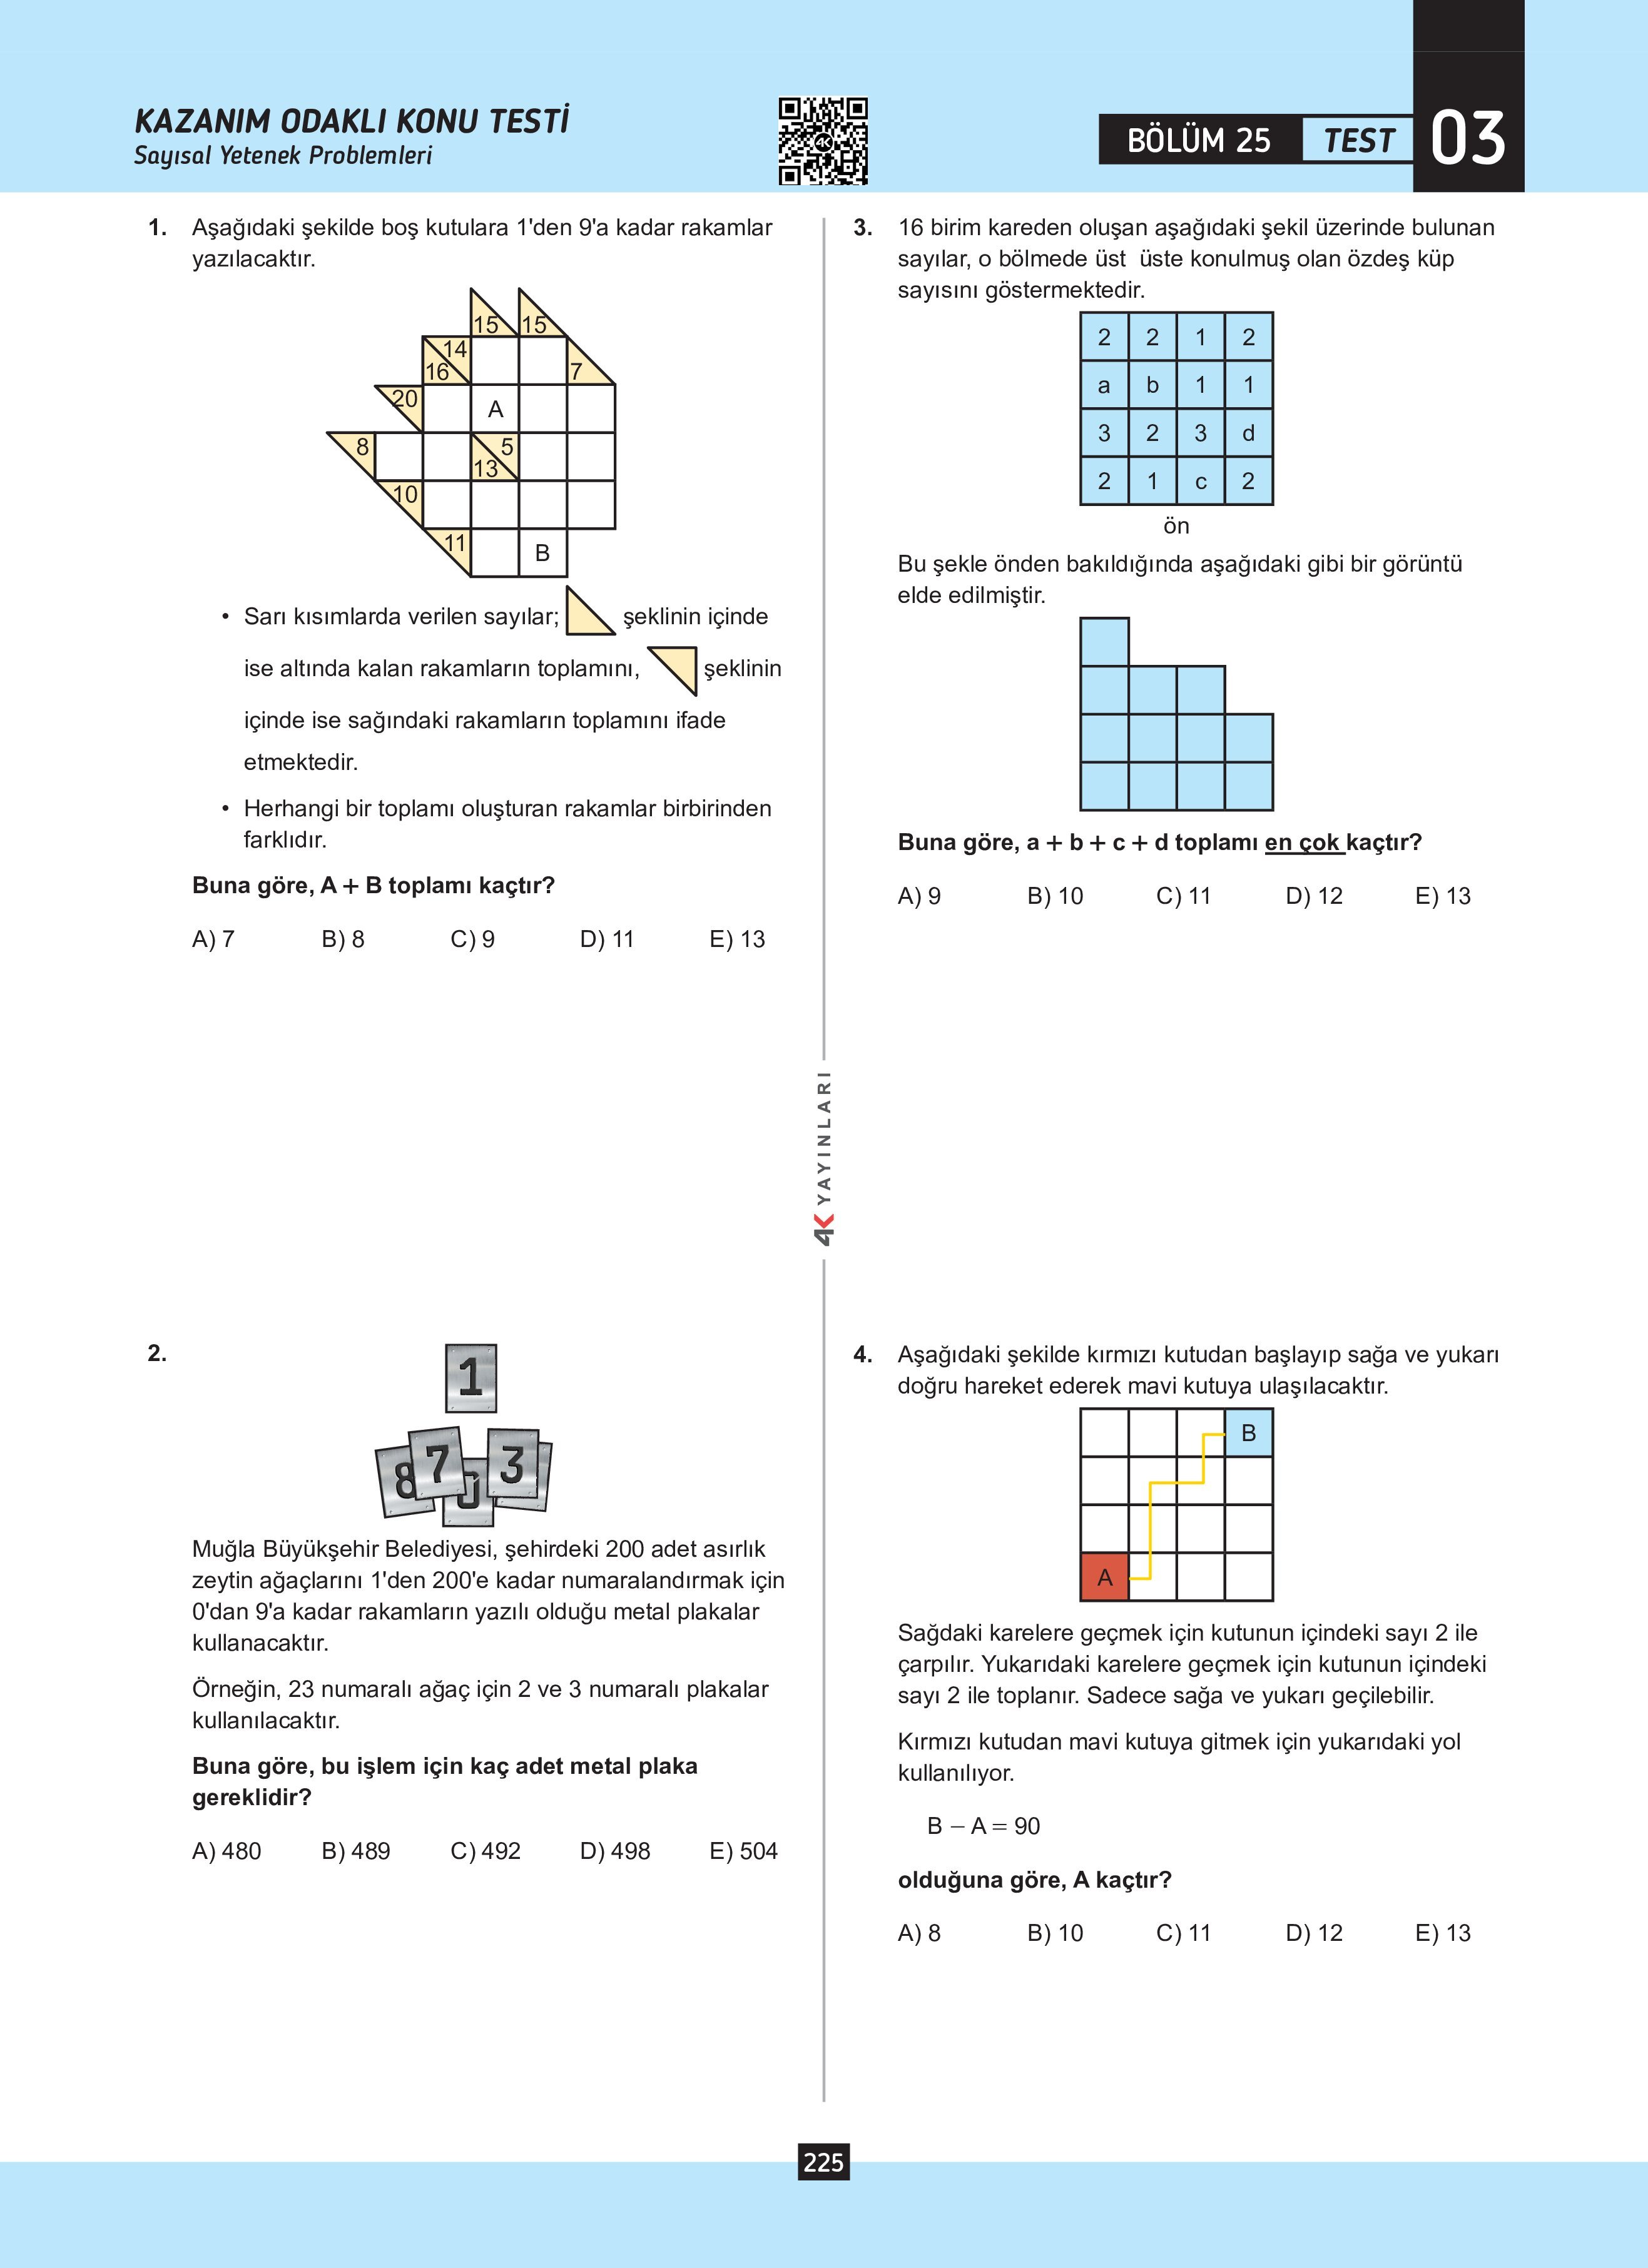 KAZANIM ODAKLI KONU TESTİ
Sayısal Yetenek Problemleri
BÖLÜM 25 TEST 03
1. Aşağıdaki şekilde boş kutulara 1'den 9'a kadar rakamlar
yazılacaktır.
15 15
14
16 7
20 A
8 5
13
10
11 B
• Sarı kısımlarda verilen sayılar; şeklinin içinde
ise altında kalan rakamların toplamını, şeklinin
içinde ise sağındaki rakamların toplamını ifade
etmektedir.
• Herhangi bir toplamı oluşturan rakamlar birbirinden
farklıdır.
Buna göre, A + B toplamı kaçtır?
A) 7 B) 8 C) 9 D) 11 E) 13
2.
1
8 7 0 3
Muğla Büyükşehir Belediyesi, şehirdeki 200 adet asırlık
zeytin ağaçlarını 1'den 200'e kadar numaralandırmak için
0'dan 9'a kadar rakamların yazılı olduğu metal plakalar
kullanacaktır.
Örneğin, 23 numaralı ağaç için 2 ve 3 numaralı plakalar
kullanılacaktır.
Buna göre, bu işlem için kaç adet metal plaka
gereklidir?
A) 480 B) 489 C) 492 D) 498 E) 504
4K YAYINLARI
3. 16 birim kareden oluşan aşağıdaki şekil üzerinde bulunan
sayılar, o bölmede üst üste konulmuş olan özdeş küp
sayısını göstermektedir.
2 2 1 2
a b 1 1
3 2 3 d
2 1 c 2
ön
Bu şekle önden bakıldığında aşağıdaki gibi bir görüntü
elde edilmiştir.
Buna göre, a + b + c + d toplamı en çok kaçtır?
A) 9 B) 10 C) 11 D) 12 E) 13
4. Aşağıdaki şekilde kırmızı kutudan başlayıp sağa ve yukarı
doğru hareket ederek mavi kutuya ulaşılacaktır.
B
A
Sağdaki karelere geçmek için kutunun içindeki sayı 2 ile
çarpılır. Yukarıdaki karelere geçmek için kutunun içindeki
sayı 2 ile toplanır. Sadece sağa ve yukarı geçilebilir.
Kırmızı kutudan mavi kutuya gitmek için yukarıdaki yol
kullanılıyor.
B − A = 90
olduğuna göre, A kaçtır?
A) 8 B) 10 C) 11 D) 12 E) 13
225